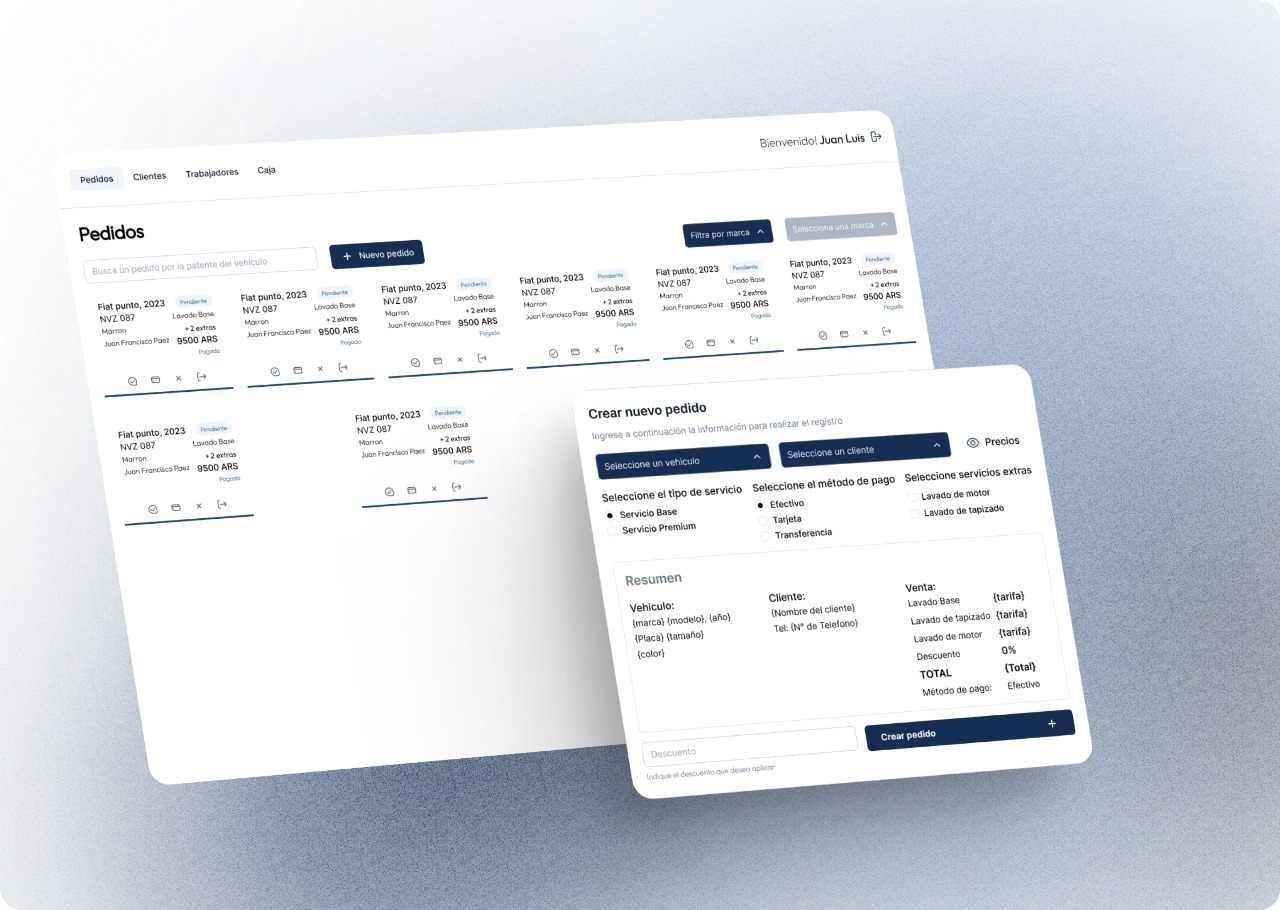 Bienvenido! Juan Luis
Pedidos Clientes Trabajadores Caja
Pedidos
Busca un pedido por la patente del vehículo
+ Nuevo pedido
Filtra por marca
Selecciona una marca
Fiat punto, 2023 Pendiente
NVZ 087 Lavado Base
Marron + 2 extras
Juan Francisco Paez 9500 ARS
Pagado
Fiat punto, 2023 Pendiente
NVZ 087 Lavado Base
Marron + 2 extras
Juan Francisco Paez 9500 ARS
Pagado
Fiat punto, 2023 Pendiente
NVZ 087 Lavado Base
Marron + 2 extras
Juan Francisco Paez 9500 ARS
Pagado
Fiat punto, 2023 Pendiente
NVZ 087 Lavado Base
Marron + 2 extras
Juan Francisco Paez 9500 ARS
Pagado
Fiat punto, 2023 Pendiente
NVZ 087 Lavado Base
Marron + 2 extras
Juan Francisco Paez 9500 ARS
Pagado
Fiat punto, 2023 Pendiente
NVZ 087 Lavado Base
Marron + 2 extras
Juan Francisco Paez 9500 ARS
Pagado
Fiat punto, 2023 Pendiente
NVZ 087 Lavado Base
Marron + 2 extras
Juan Francisco Paez 9500 ARS
Pagado
Fiat punto, 2023 Pendiente
NVZ 087 Lavado Base
Marron + 2 extras
Juan Francisco Paez 9500 ARS
Pagado
Crear nuevo pedido
Ingrese a continuación la información para realizar el registro
Seleccione un vehiculo
Seleccione un cliente
Precios
Seleccione el tipo de servicio
Servicio Base
Servicio Premium
Seleccione el método de pago
Efectivo
Tarjeta
Transferencia
Seleccione servicios extras
Lavado de motor
Lavado de tapizado
Resumen
Vehiculo:
{marca} {modelo}, {año}
{Placa} {tamaño}
{color}
Cliente:
{Nombre del cliente}
Tel: {N° de Telefono}
Venta:
Lavado Base {tarifa}
Lavado de tapizado {tarifa}
Lavado de motor {tarifa}
Descuento 0%
TOTAL {Total}
Método de pago: Efectivo
Descuento
Indique el descuento que desea aplicar
Crear pedido +